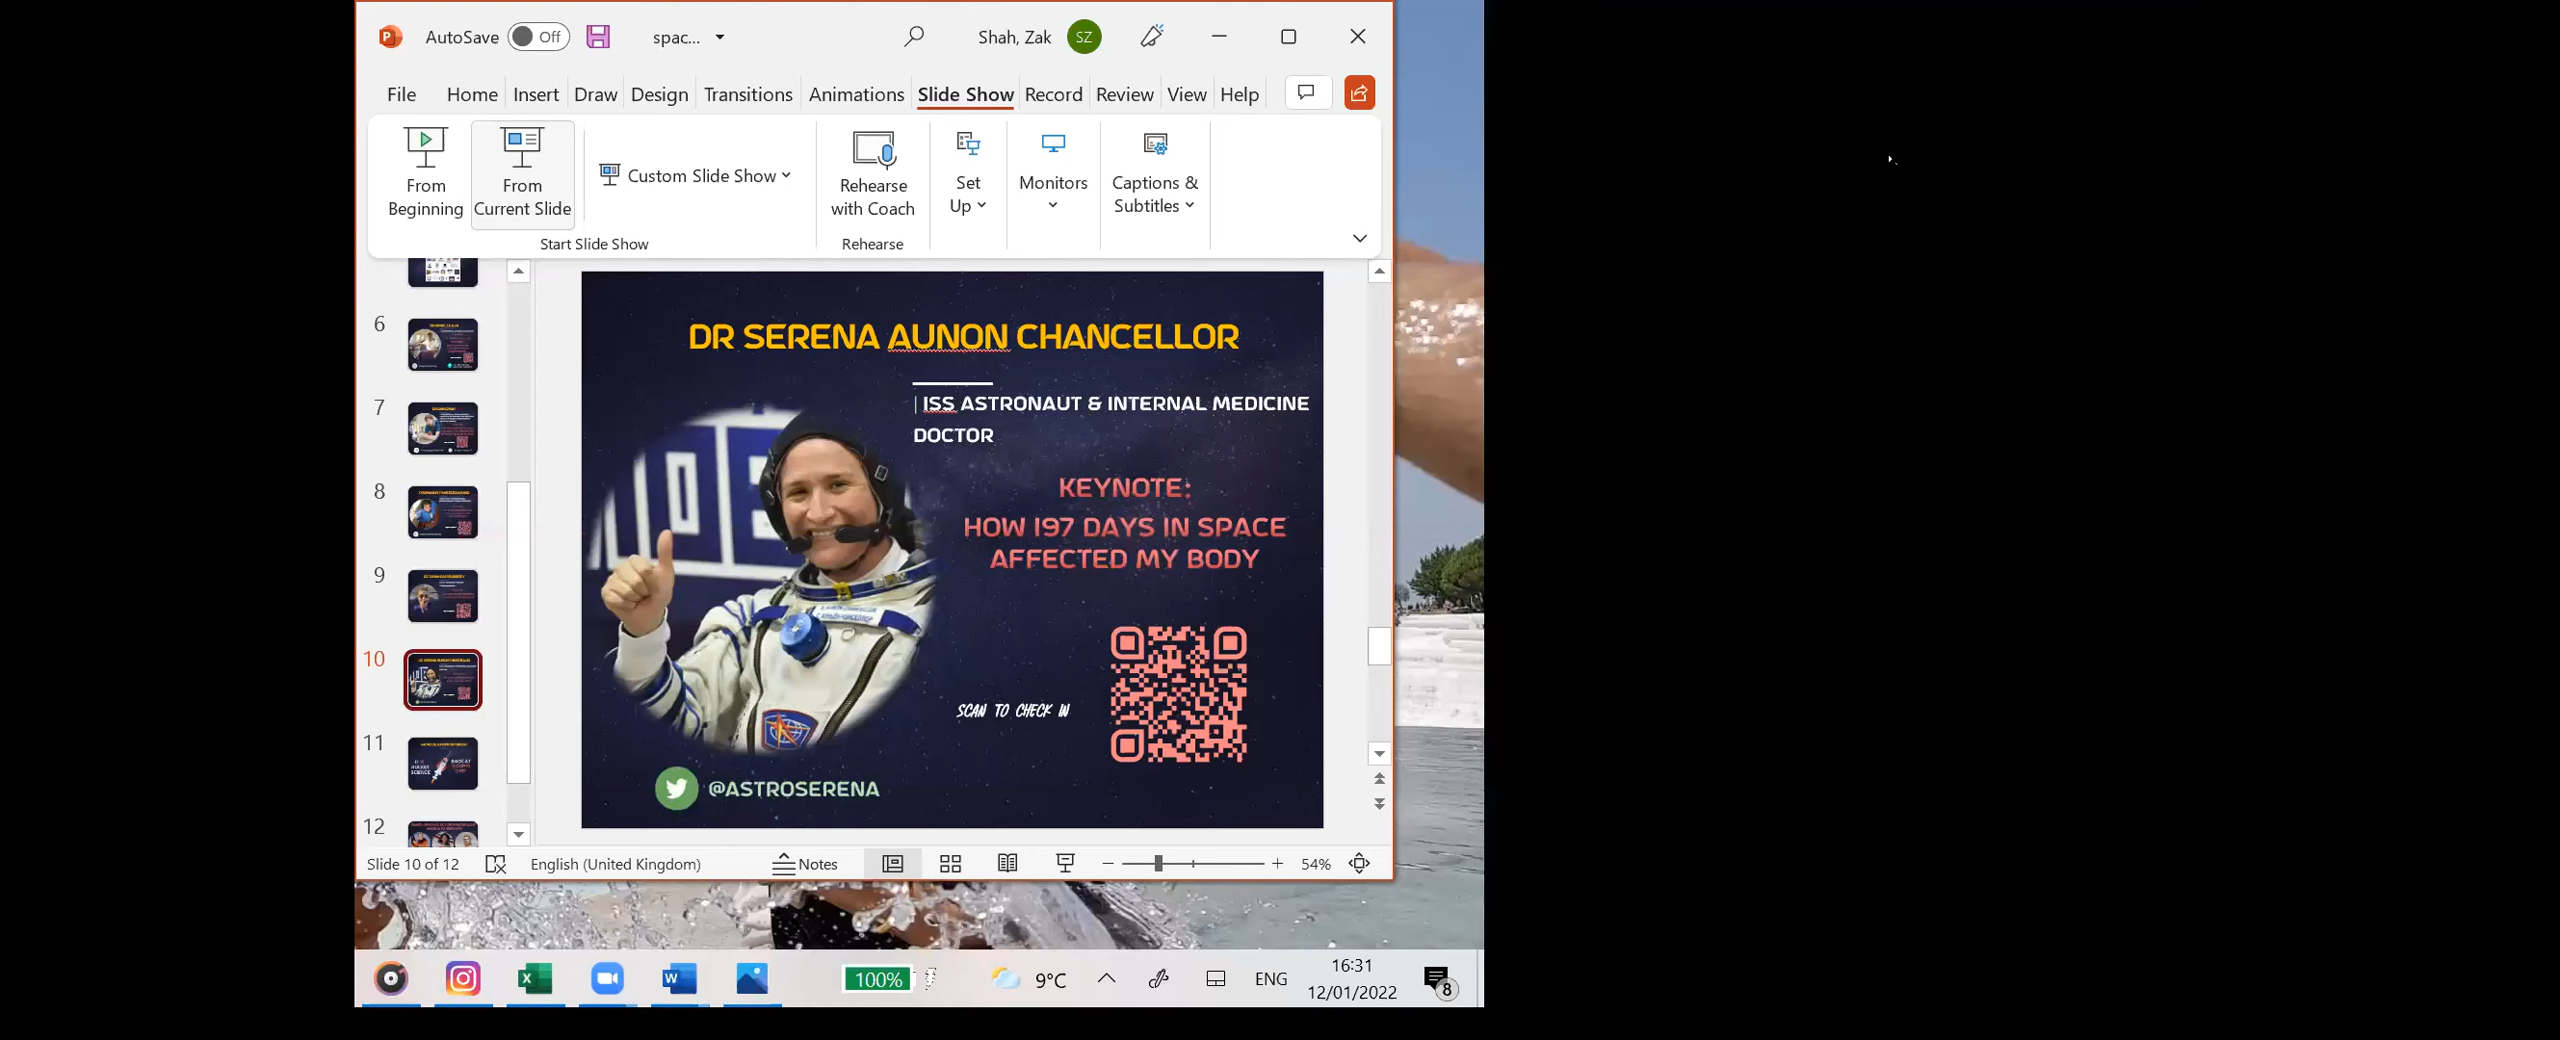 AutoSave Off spac... Shah, Zak SZ
File Home Insert Draw Design Transitions Animations Slide Show Record Review View Help
From Beginning
From Current Slide
Custom Slide Show
Rehearse with Coach
Set Up
Monitors
Captions & Subtitles
Start Slide Show
Rehearse
6
7
8
9
10
11
12
DR SERENA AUNON CHANCELLOR
| ISS ASTRONAUT & INTERNAL MEDICINE
DOCTOR
KEYNOTE:
HOW 197 DAYS IN SPACE
AFFECTED MY BODY
SCAN TO CHECK IN
@ASTROSERENA
Slide 10 of 12 English (United Kingdom) Notes 54%
100% 9°C ENG 16:31
12/01/2022 8